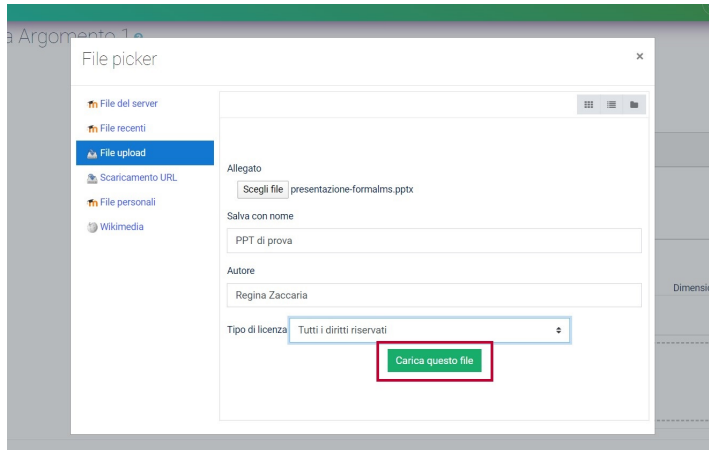 a Argomento 1
File picker
×
File del server
File recenti
File upload
Scaricamento URL
File personali
Wikimedia
Allegato
Scegli file presentazione-formalms.pptx
Salva con nome
PPT di prova
Autore
Regina Zaccaria
Tipo di licenza Tutti i diritti riservati
Carica questo file
Dimensio